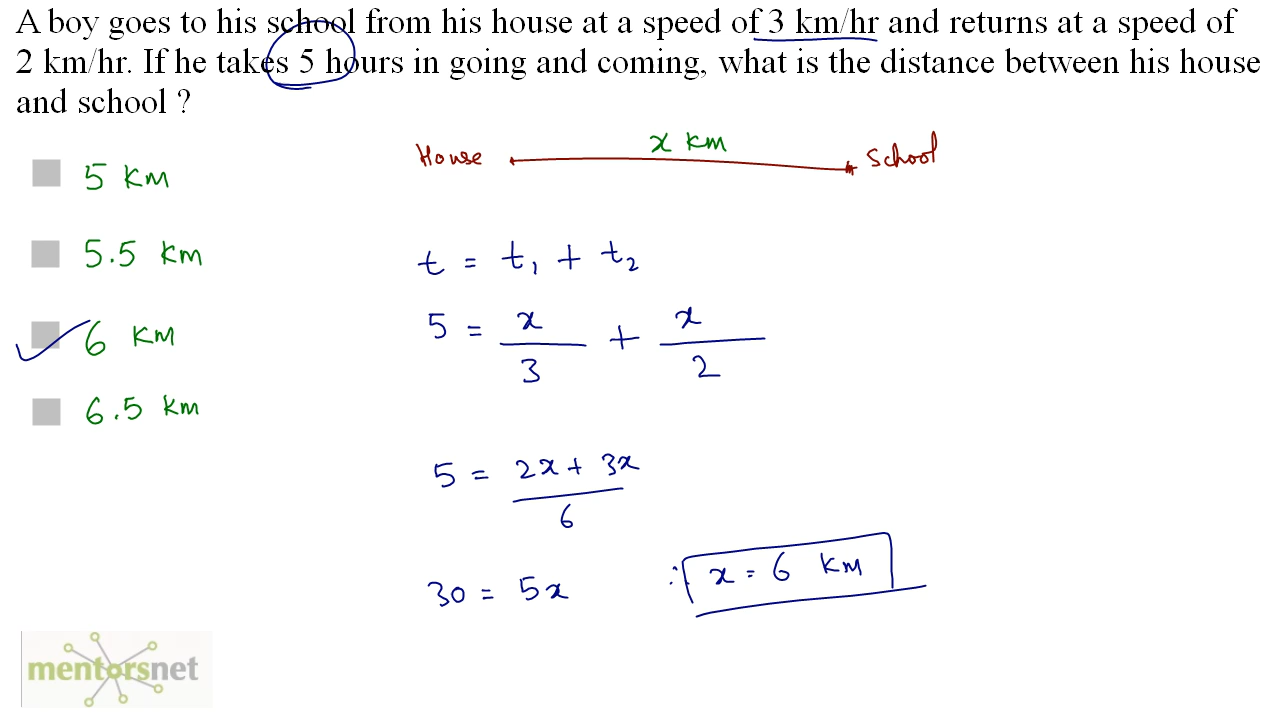 A boy goes to his school from his house at a speed of 3 km/hr and returns at a speed of
2 km/hr. If he takes 5 hours in going and coming, what is the distance between his house
and school ?
House x km School
5 km
5.5 km
6 km
6.5 km
t = t₁ + t₂
5 = x/3 + x/2
5 = 2x + 3x / 6
30 = 5x
∴ x = 6 km
mentorsnet